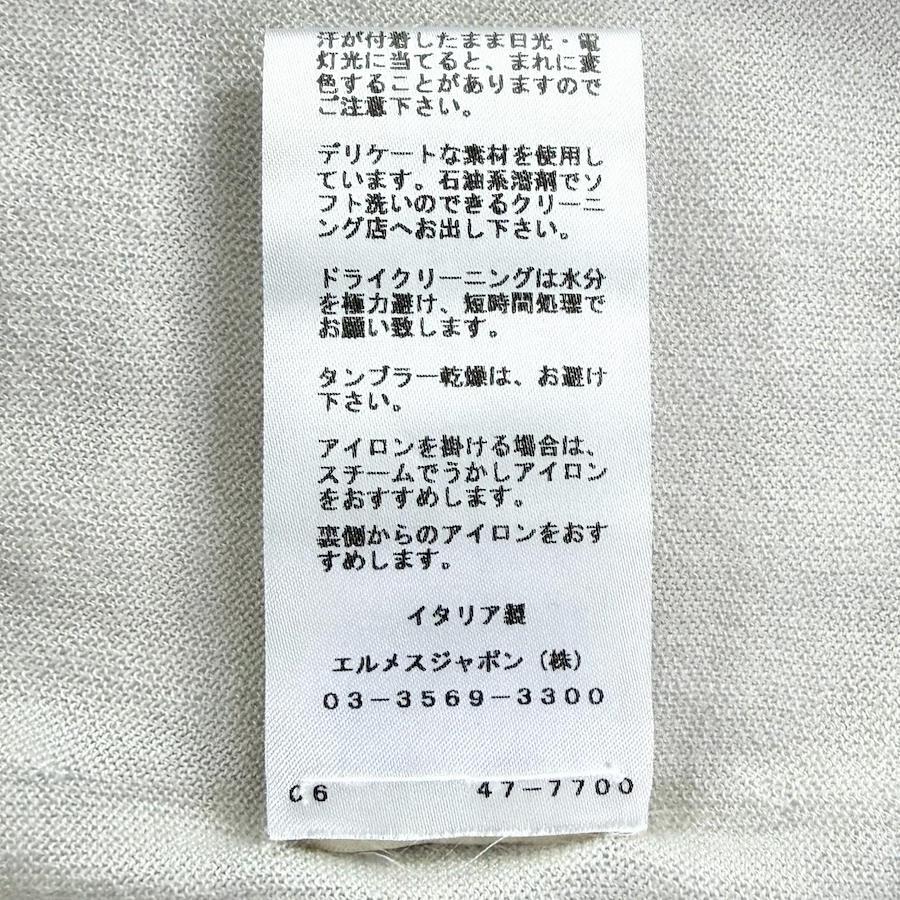 汗が付着したまま日光・電
灯光に当てると、まれに変
色することがありますので
ご注意下さい。
デリケートな素材を使用し
ています。石油系溶剤でソ
フト洗いのできるクリーニ
ング店へお出し下さい。
ドライクリーニングは水分
を極力避け、短時間処理で
お願い致します。
タンブラー乾燥は、お避け
下さい。
アイロンを掛ける場合は、
スチームでうかしアイロン
をおすすめします。
裏側からのアイロンをおす
すめします。
イタリア製
エルメスジャポン（株）
03-3569-3300
C6 47-7700